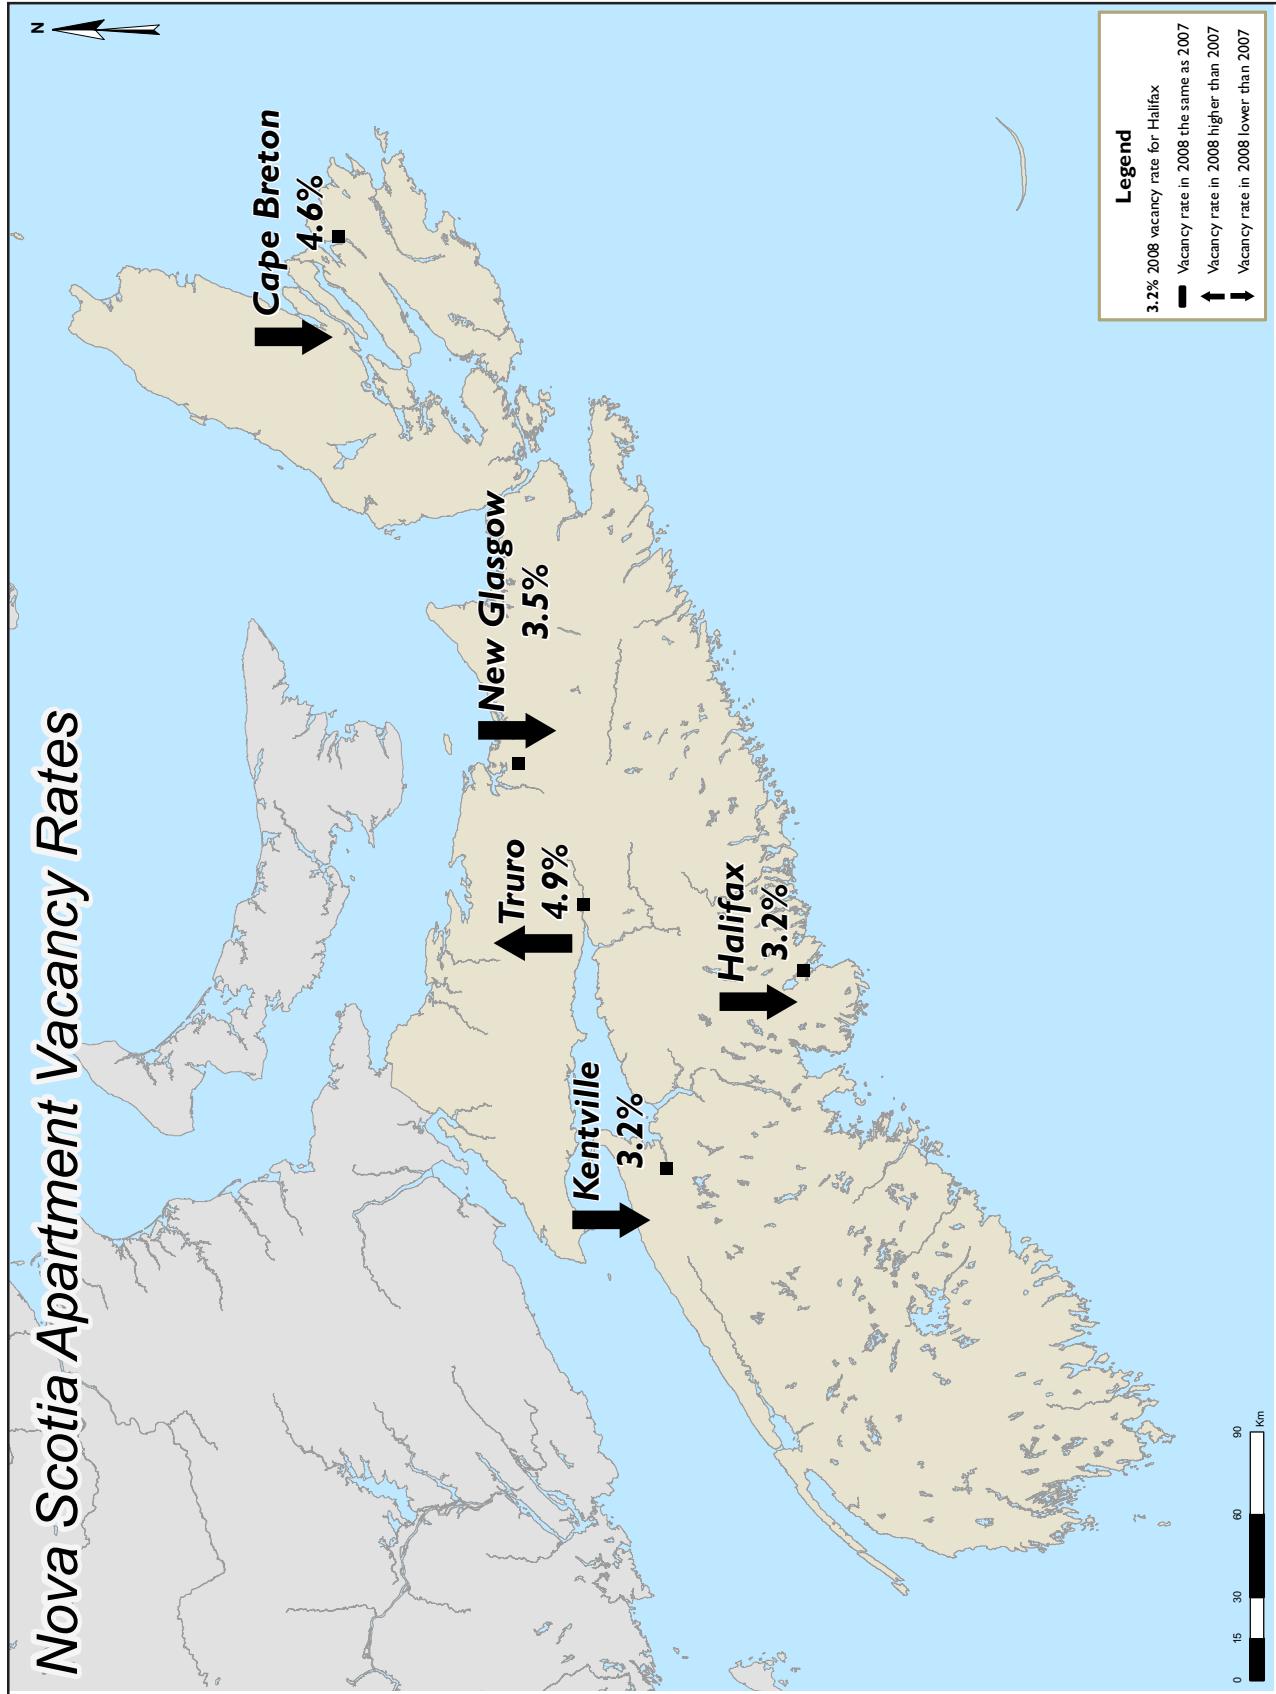 Nova Scotia Apartment Vacancy Rates
N
Cape Breton
4.6%
New Glasgow
3.5%
Truro
4.9%
Halifax
3.2%
Kentville
3.2%
Legend
3.2% 2008 vacancy rate for Halifax
Vacancy rate in 2008 the same as 2007
Vacancy rate in 2008 higher than 2007
Vacancy rate in 2008 lower than 2007
0 15 30 60 90
Km